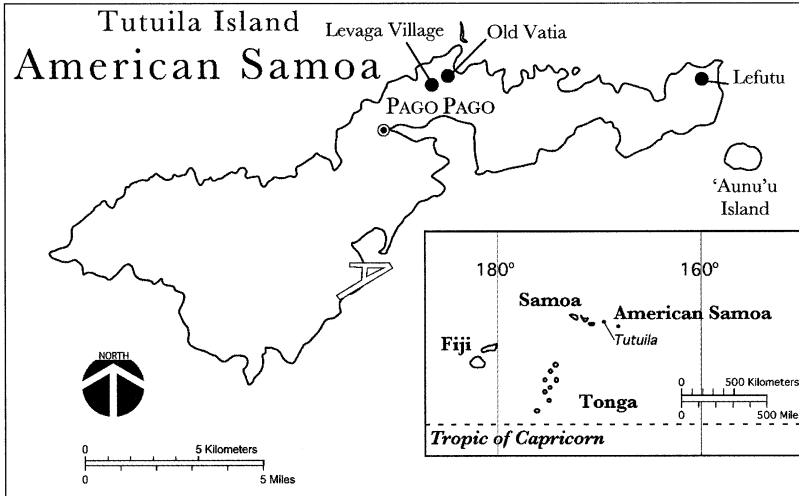 Tutuila Island
American Samoa
Levaga Village
Old Vatia
Lefutu
PAGO PAGO
'Aunu'u
Island
180° 160°
Samoa
American Samoa
Tutuila
Fiji
Tonga
0 500 Kilometers
0 500 Mile
Tropic of Capricorn
NORTH
0 5 Kilometers
0 5 Miles